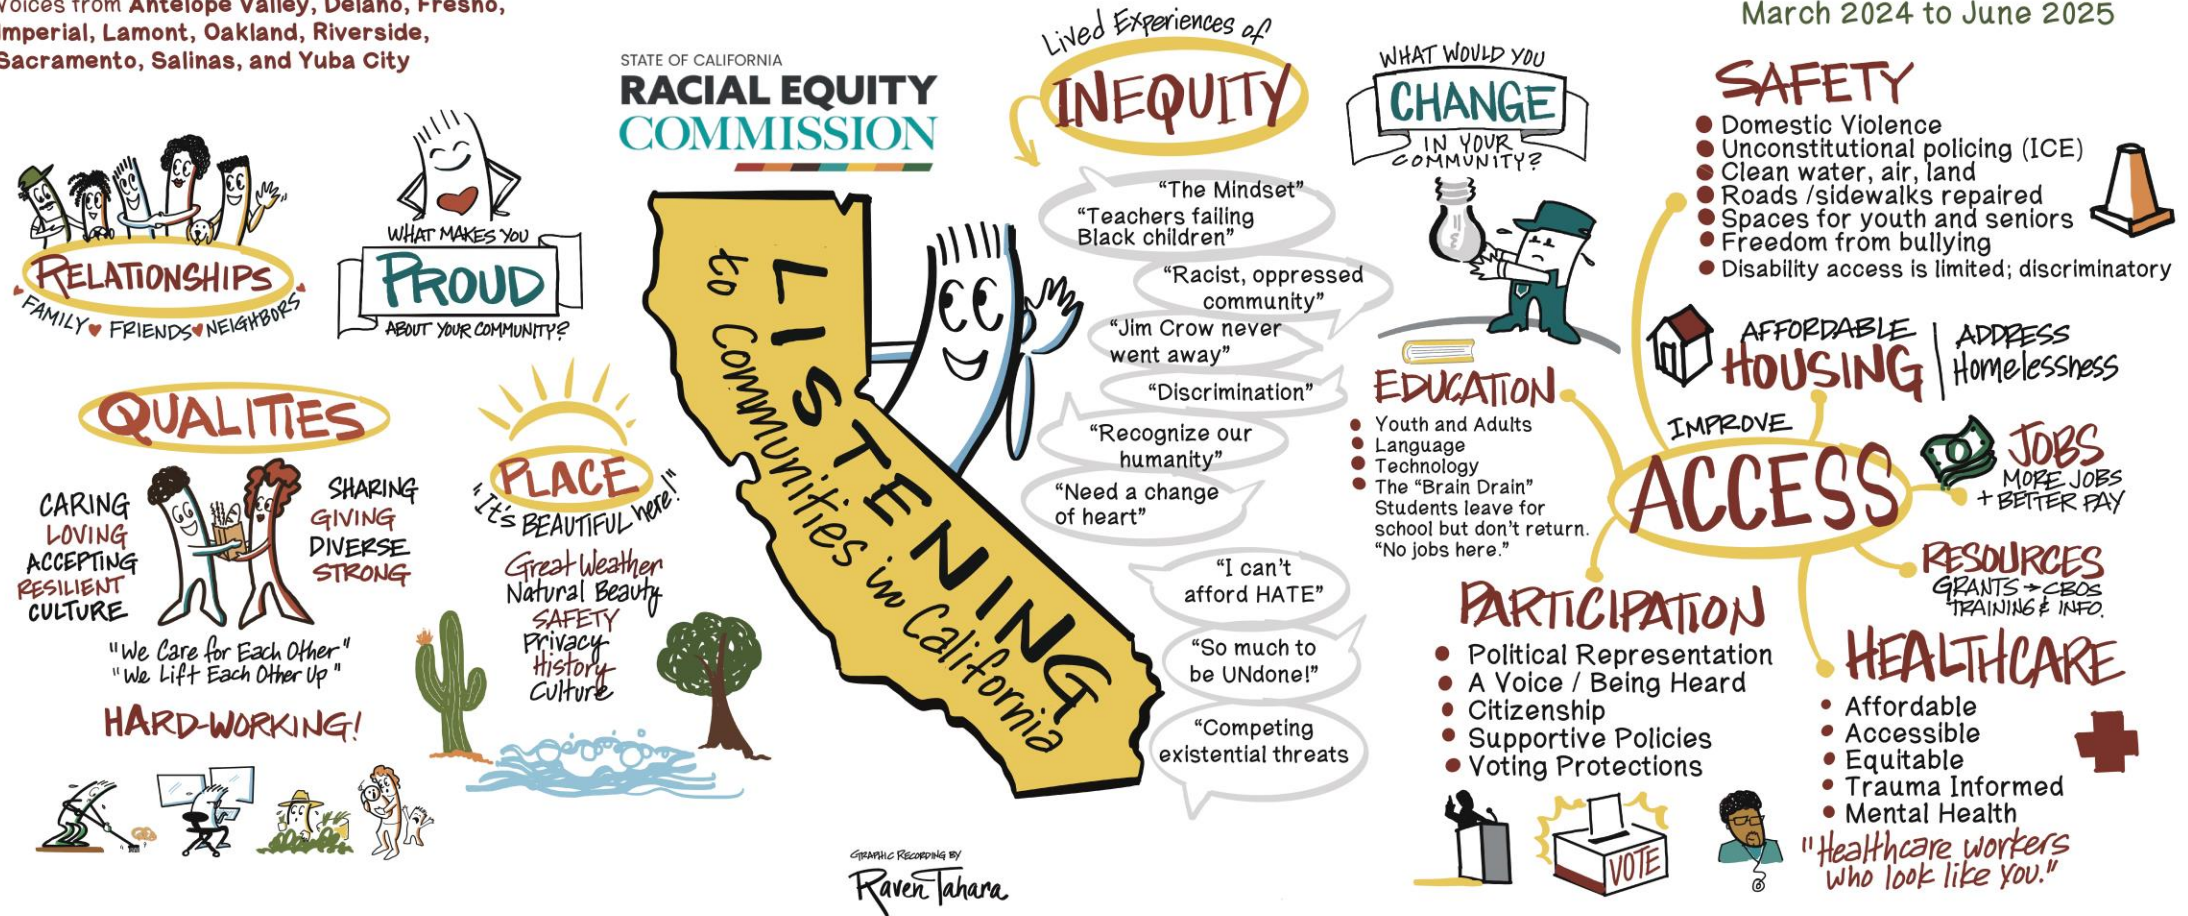 Voices from Antelope Valley, Delano, Fresno,
Imperial, Lamont, Oakland, Riverside,
Sacramento, Salinas, and Yuba City
RELATIONSHIPS
FAMILY FRIENDS NEIGHBORS
WHAT MAKES YOU
PROUD
ABOUT YOUR COMMUNITY?
QUALITIES
CARING
LOVING
ACCEPTING
RESILIENT
CULTURE
SHARING
GIVING
DIVERSE
STRONG
"We Care for Each Other"
"We Lift Each Other Up"
HARD-WORKING!
PLACE
"It's BEAUTIFUL here!"
Great Weather
Natural Beauty
SAFETY
Privacy
History
Culture
STATE OF CALIFORNIA
RACIAL EQUITY
COMMISSION
LISTENING
to Communities in California
GRAPHIC RECORDING BY
Raven Tahara
Lived Experiences of
INEQUITY
"The Mindset"
"Teachers failing
Black children"
"Racist, oppressed
community"
"Jim Crow never
went away"
"Discrimination"
"Recognize our
humanity"
"Need a change
of heart"
"I can't
afford HATE"
"So much to
be UNdone!"
"Competing
existential threats
WHAT WOULD YOU
CHANGE
IN YOUR
COMMUNITY?
March 2024 to June 2025
SAFETY
Domestic Violence
Unconstitutional policing (ICE)
Clean water, air, land
Roads /sidewalks repaired
Spaces for youth and seniors
Freedom from bullying
Disability access is limited; discriminatory
AFFORDABLE
HOUSING
ADDRESS
Homelessness
IMPROVE
ACCESS
EDUCATION
Youth and Adults
Language
Technology
The "Brain Drain"
Students leave for
school but don't return.
"No jobs here."
JOBS
MORE JOBS
+ BETTER PAY
RESOURCES
GRANTS → CBOS
TRAINING & INFO.
PARTICIPATION
• Political Representation
• A Voice / Being Heard
• Citizenship
• Supportive Policies
• Voting Protections
VOTE
HEALTHCARE
• Affordable
• Accessible
• Equitable
• Trauma Informed
• Mental Health
"Healthcare workers
who look like you."